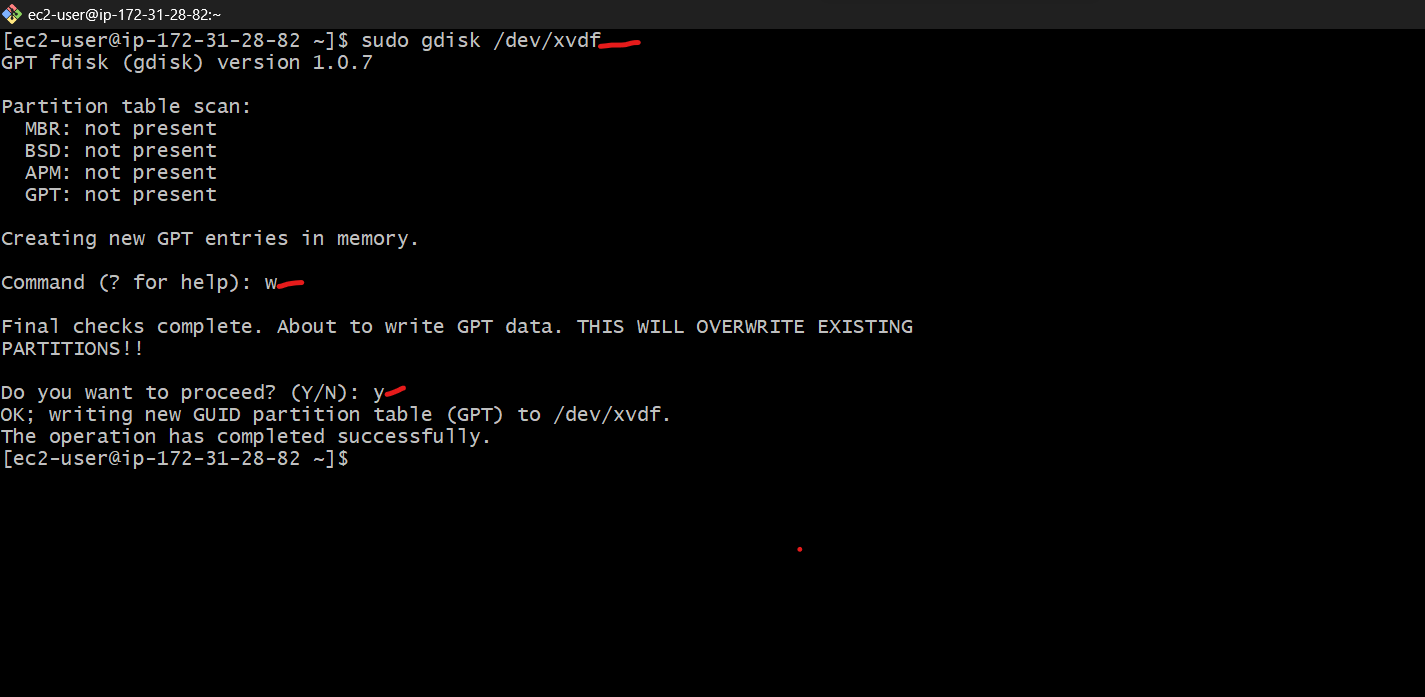 ec2-user@ip-172-31-28-82:~
[ec2-user@ip-172-31-28-82 ~]$ sudo gdisk /dev/xvdf
GPT fdisk (gdisk) version 1.0.7
Partition table scan:
  MBR: not present
  BSD: not present
  APM: not present
  GPT: not present
Creating new GPT entries in memory.
Command (? for help): w
Final checks complete. About to write GPT data. THIS WILL OVERWRITE EXISTING
PARTITIONS!!
Do you want to proceed? (Y/N): y
OK; writing new GUID partition table (GPT) to /dev/xvdf.
The operation has completed successfully.
[ec2-user@ip-172-31-28-82 ~]$